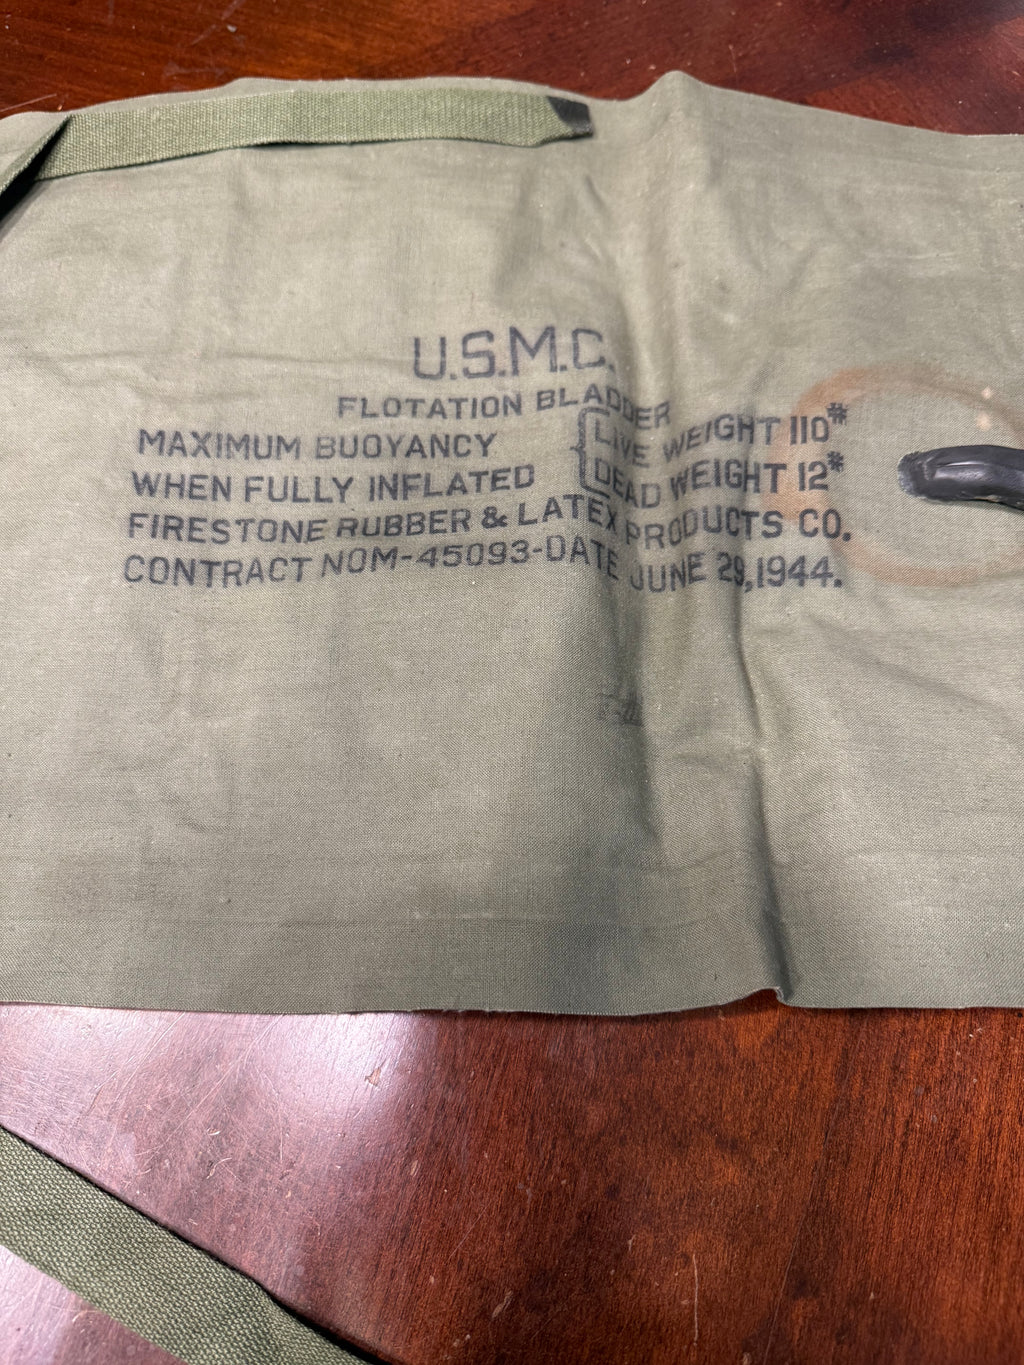 U.S.M.C.
FLOTATION BLADDER
MAXIMUM BUOYANCY { LIVE WEIGHT 110#
WHEN FULLY INFLATED { DEAD WEIGHT 12#
FIRESTONE RUBBER & LATEX PRODUCTS CO.
CONTRACT NOM-45093-DATE JUNE 29,1944.